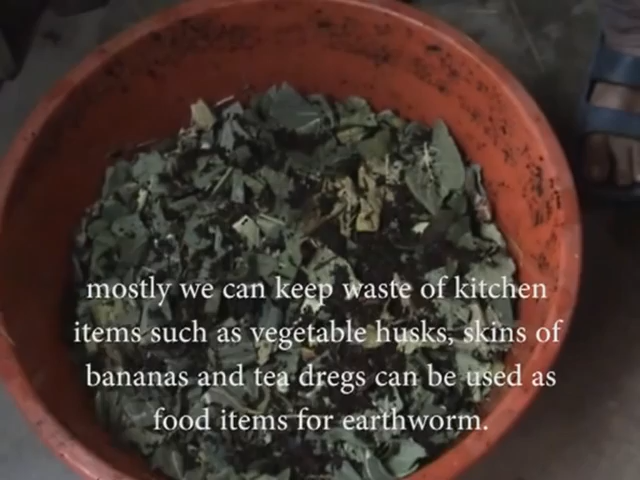 mostly we can keep waste of kitchen
items such as vegetable husks, skins of
bananas and tea dregs can be used as
food items for earthworm.